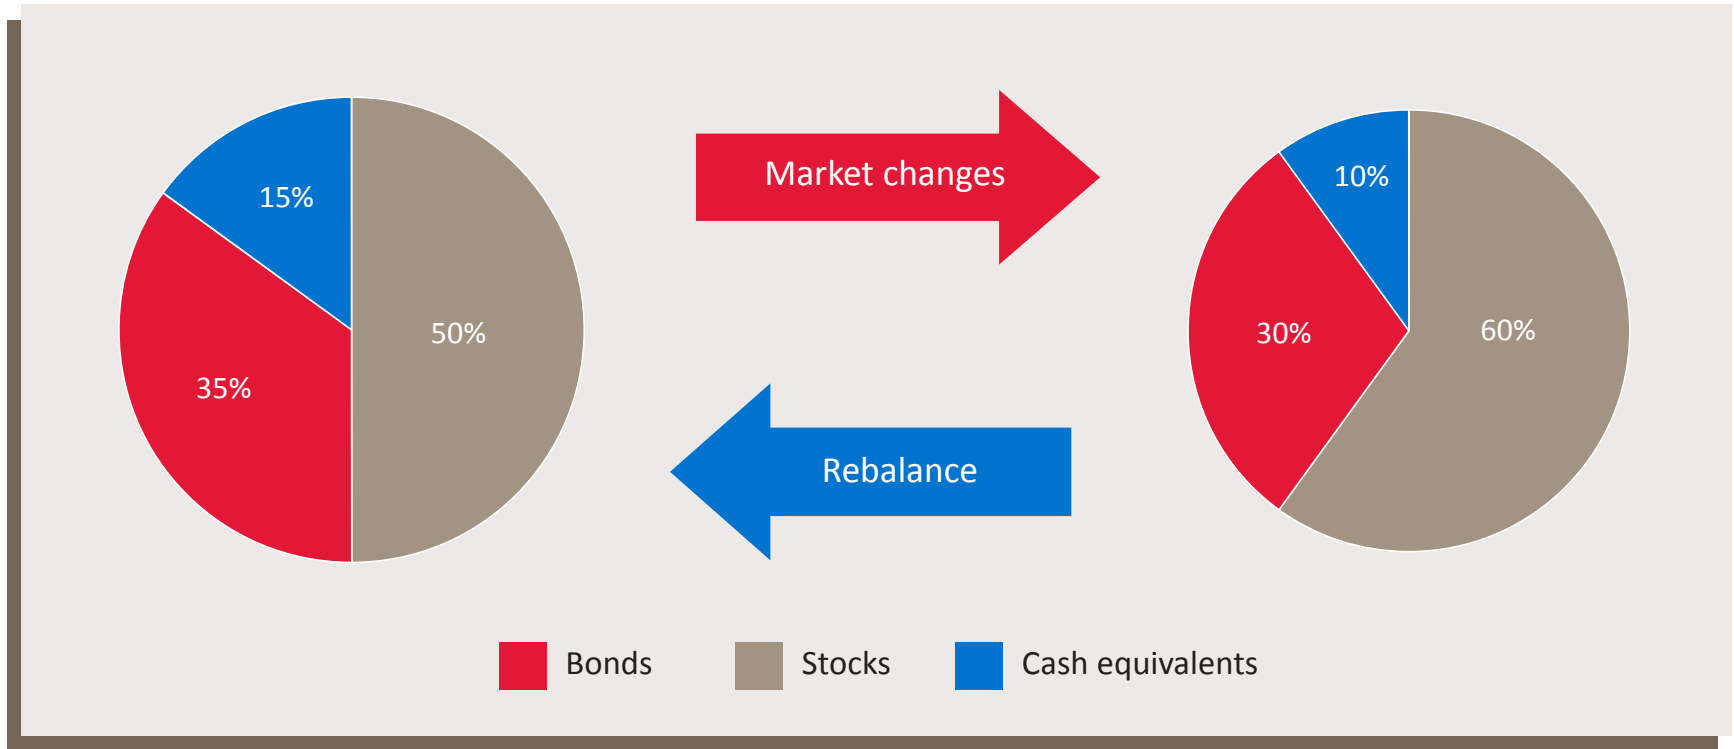 15%
50%
35%
Market changes
Rebalance
10%
30%
60%
Bonds
Stocks
Cash equivalents